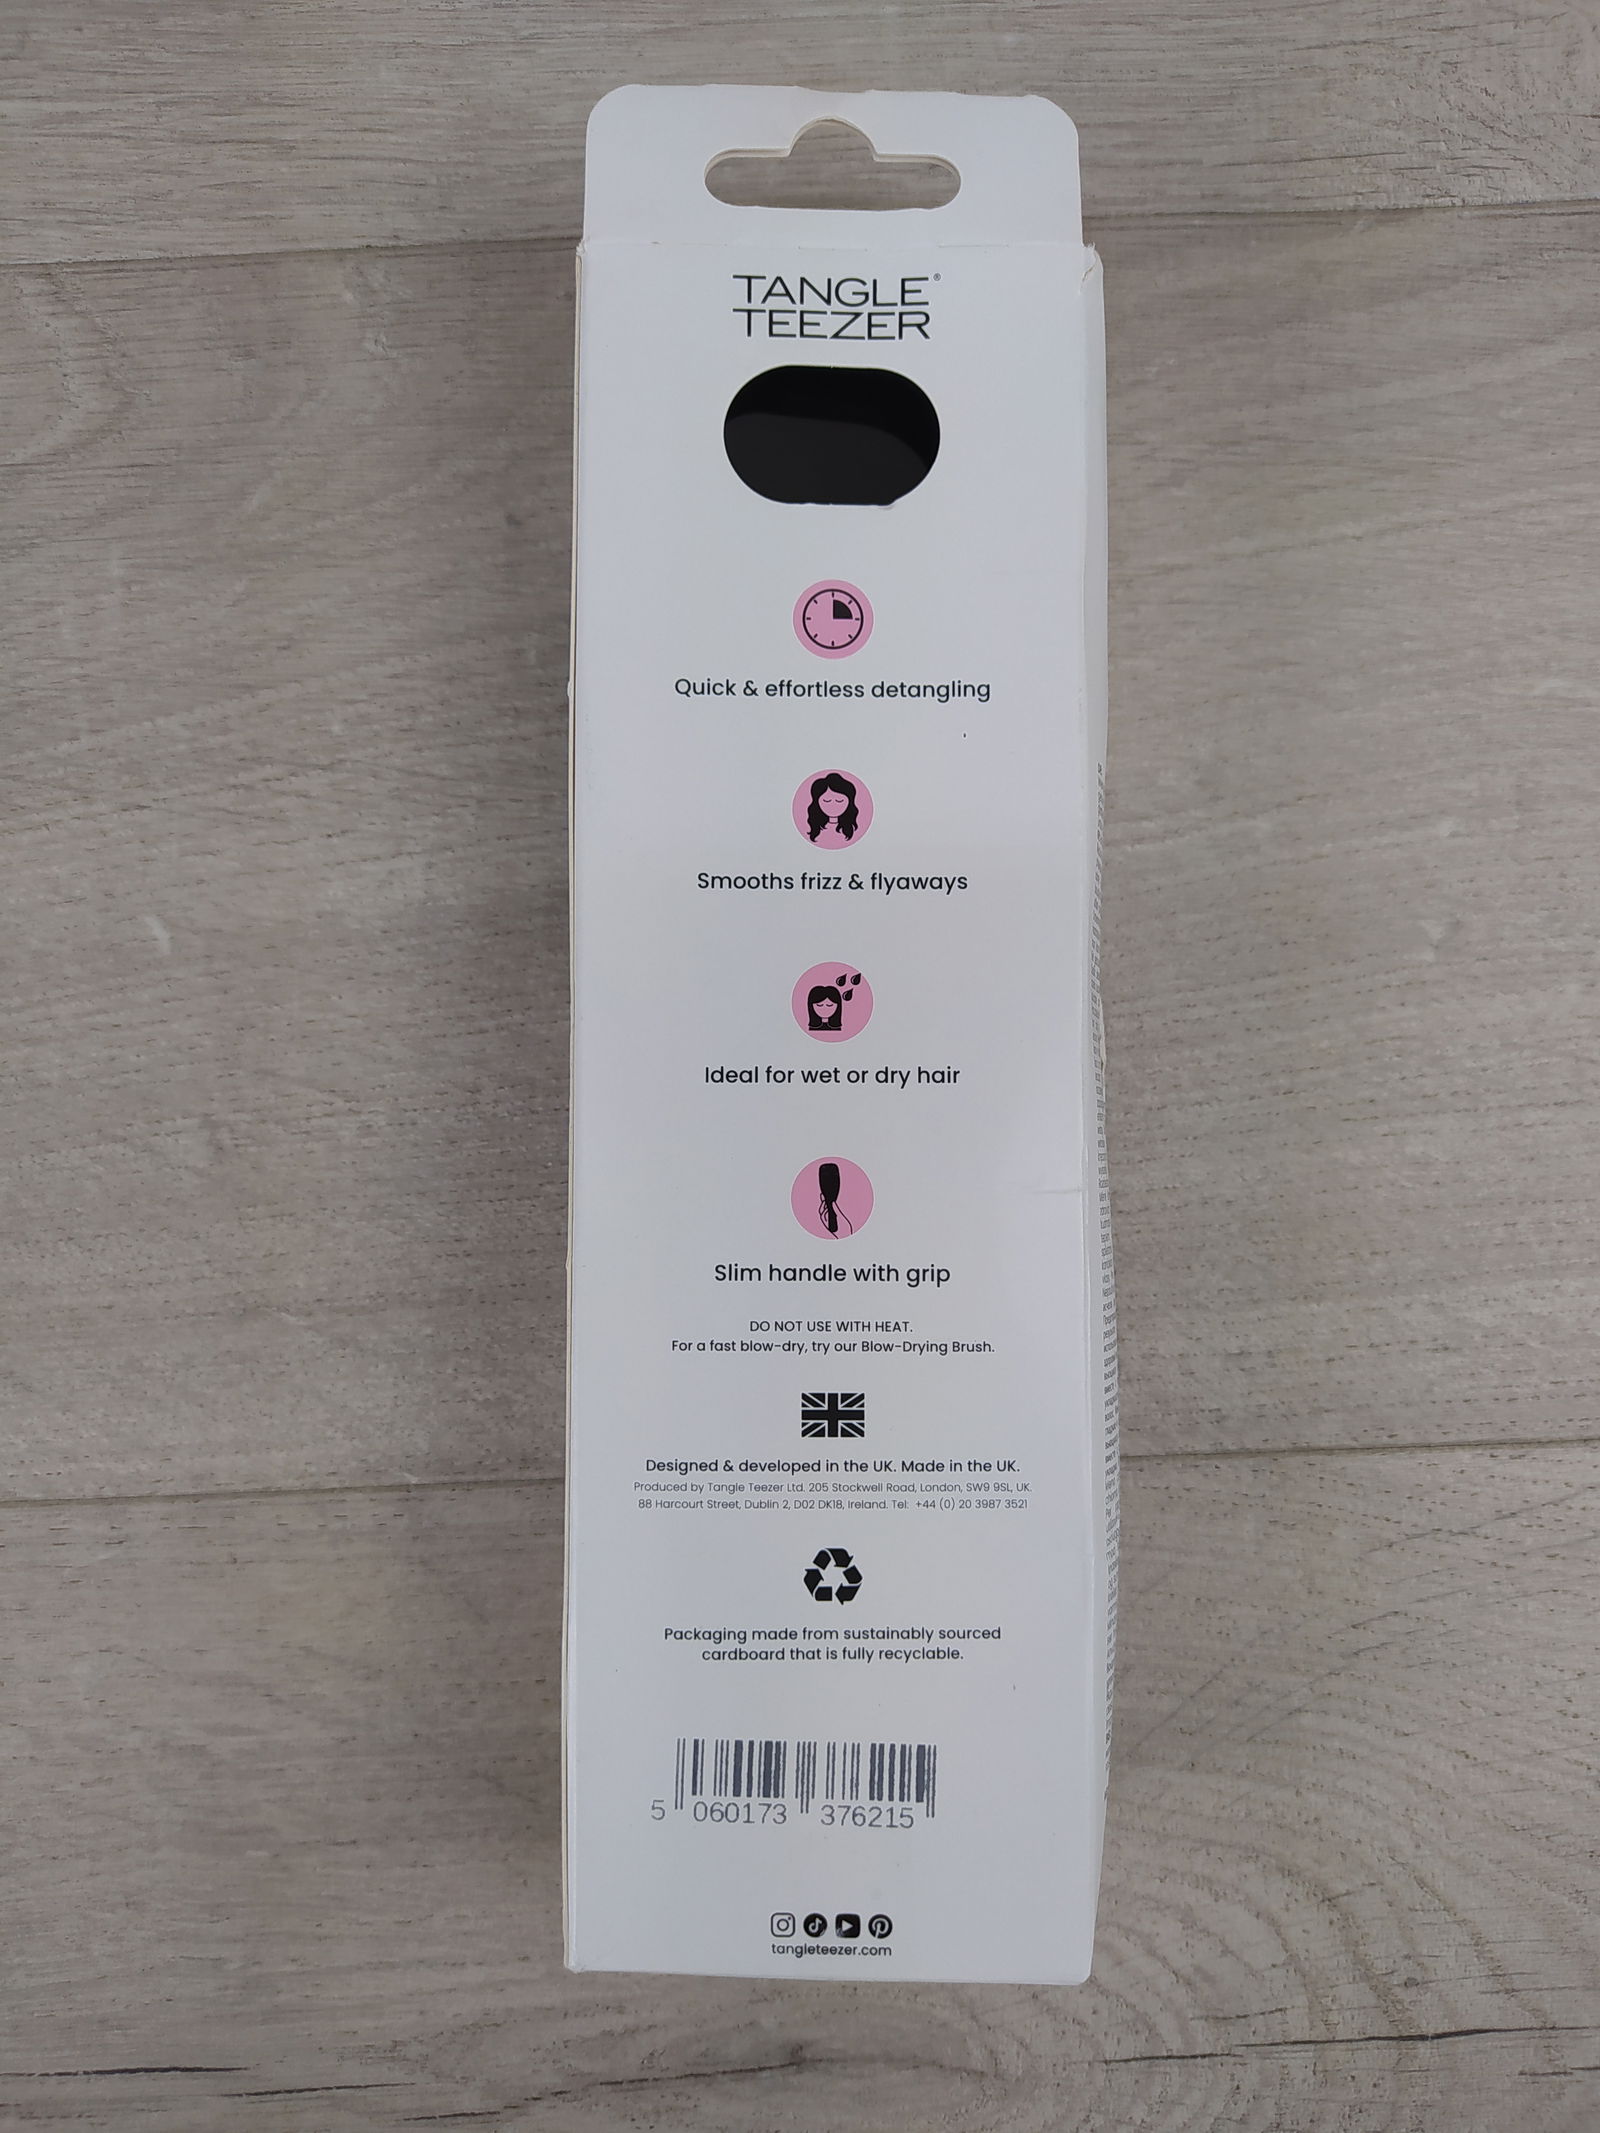 TANGLE®
TEEZER
Quick & effortless detangling
Smooths frizz & flyaways
Ideal for wet or dry hair
Slim handle with grip
DO NOT USE WITH HEAT.
For a fast blow-dry, try our Blow-Drying Brush.
Designed & developed in the UK. Made in the UK.
Produced by Tangle Teezer Ltd. 205 Stockwell Road, London, SW9 9SL, UK.
88 Harcourt Street, Dublin 2, D02 DK18, Ireland. Tel: +44 (0) 20 3987 3521
Packaging made from sustainably sourced
cardboard that is fully recyclable.
5 060173 376215
tangleteezer.com